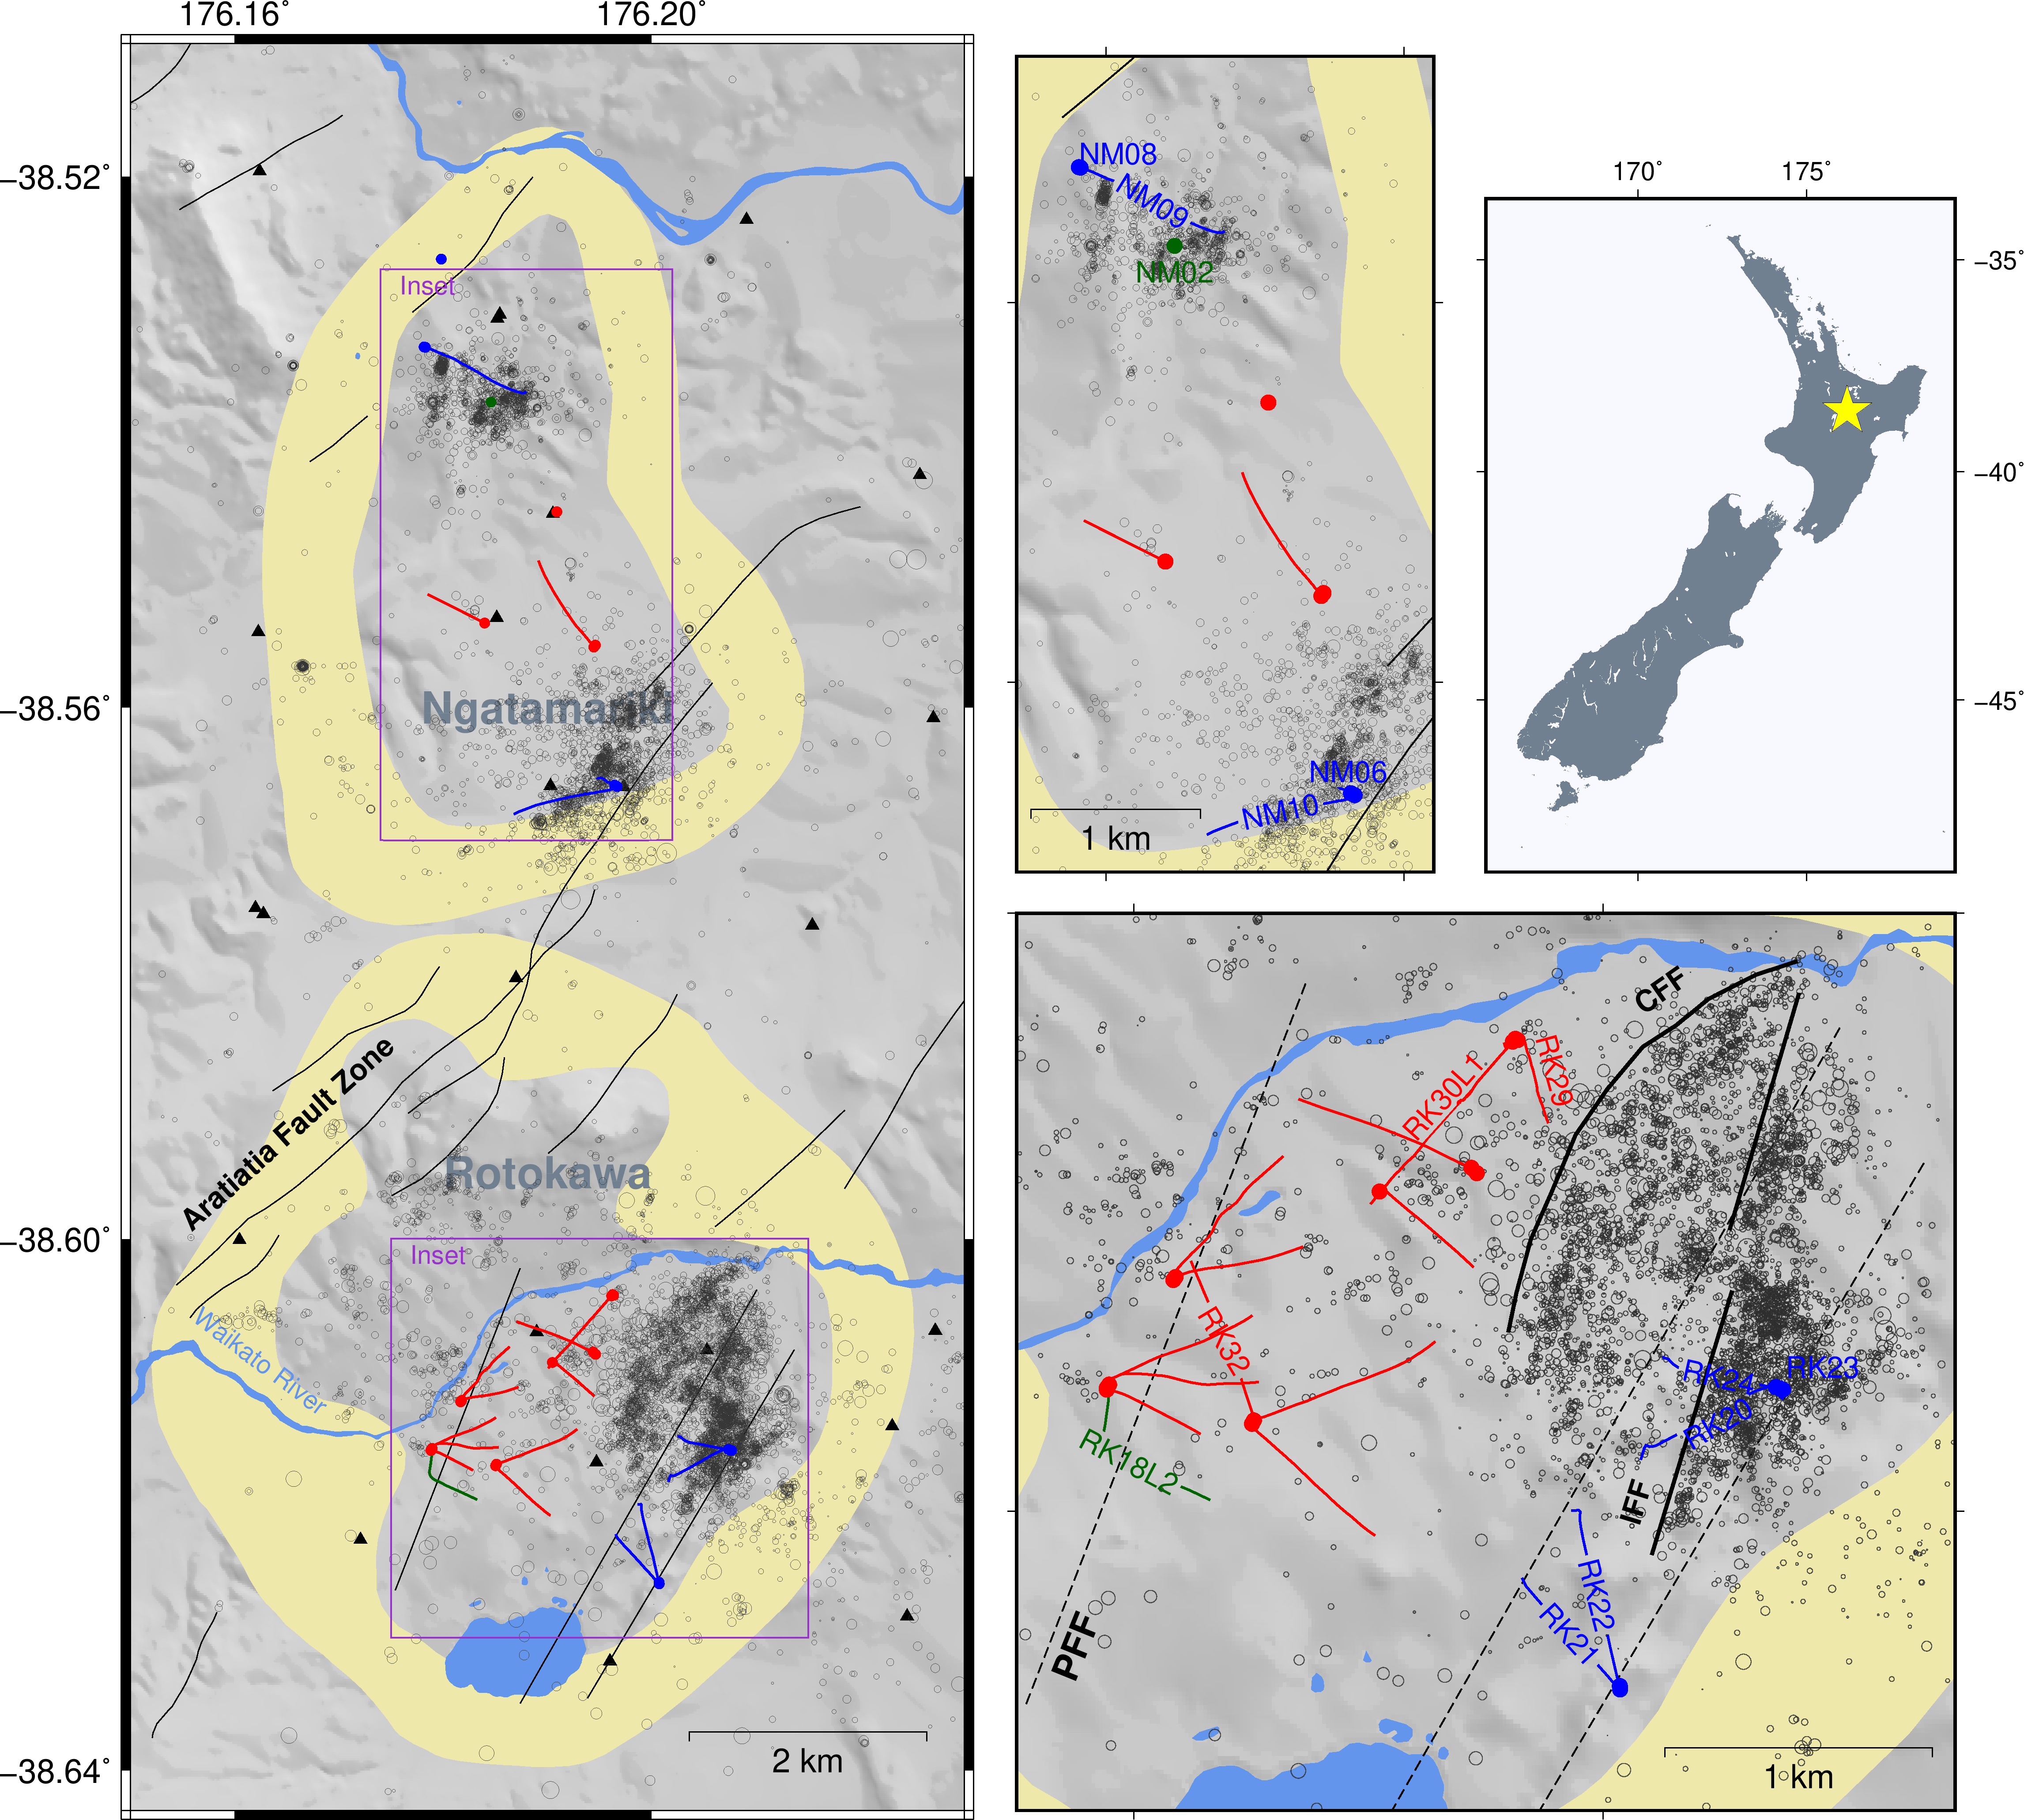 176.16°
176.20°
−38.52°
−38.56°
−38.60°
−38.64°
Inset
Ngatamariki
Aratiatia Fault Zone
Rotokawa
Inset
Waikato River
2 km
NM08
NM09
NM02
NM06
NM10
1 km
170°
175°
−35°
−40°
−45°
CFF
RK29
RK30L1
RK32
RK18L2
RK23
RK24
RK20
IFF
RK22
RK21
PFF
1 km